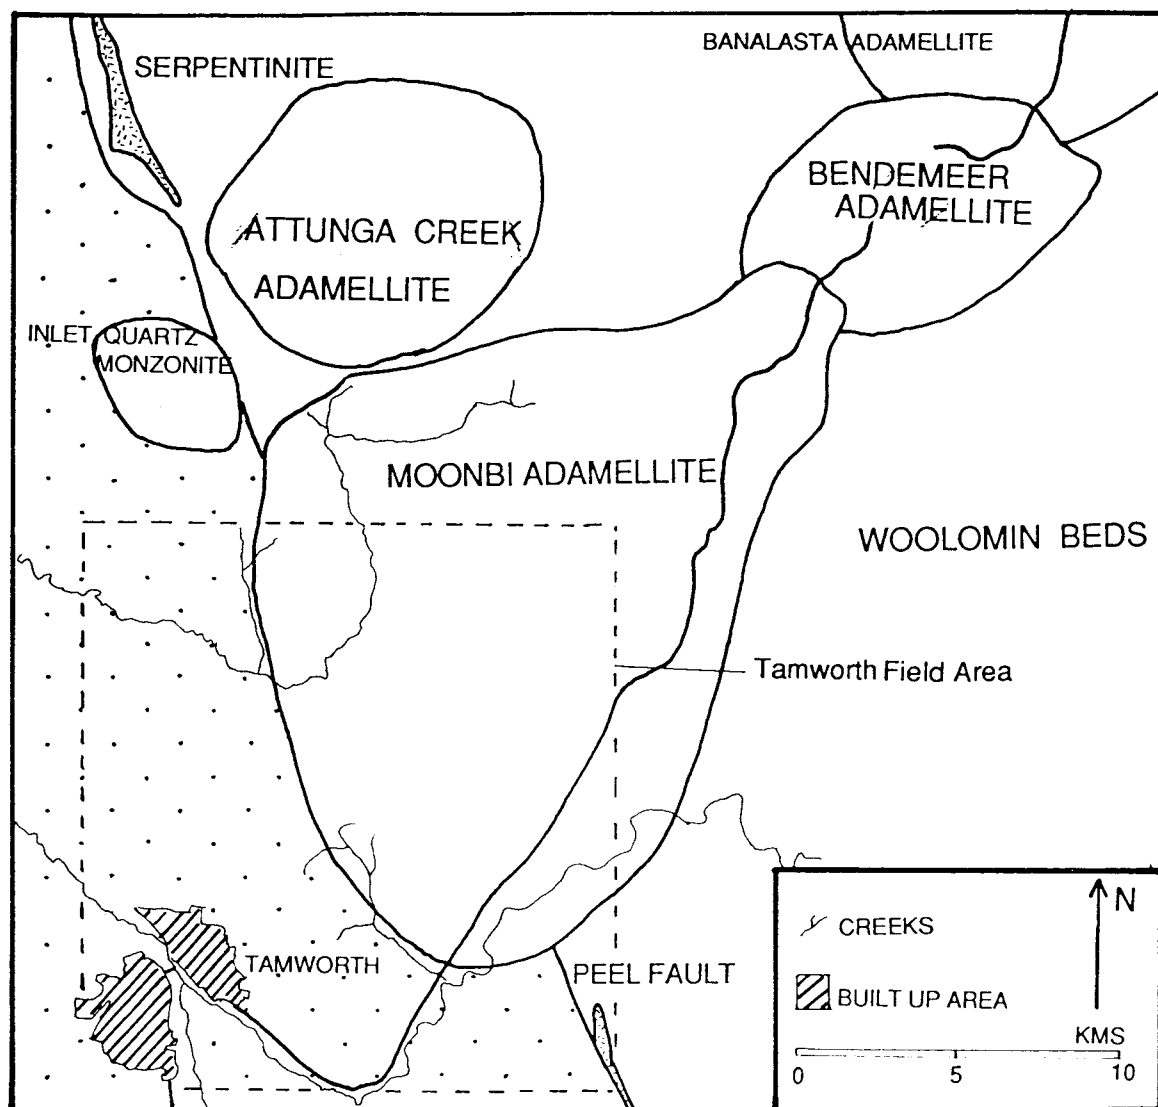 BANALASTA ADAMELLITE
SERPENTINITE
BENDEMEER
ADAMELLITE
ATTUNGA CREEK
ADAMELLITE
INLET QUARTZ
MONZONITE
MOONBI ADAMELLITE
WOOLOMIN BEDS
Tamworth Field Area
TAMWORTH
PEEL FAULT
N
CREEKS
BUILT UP AREA
KMS
0 5 10